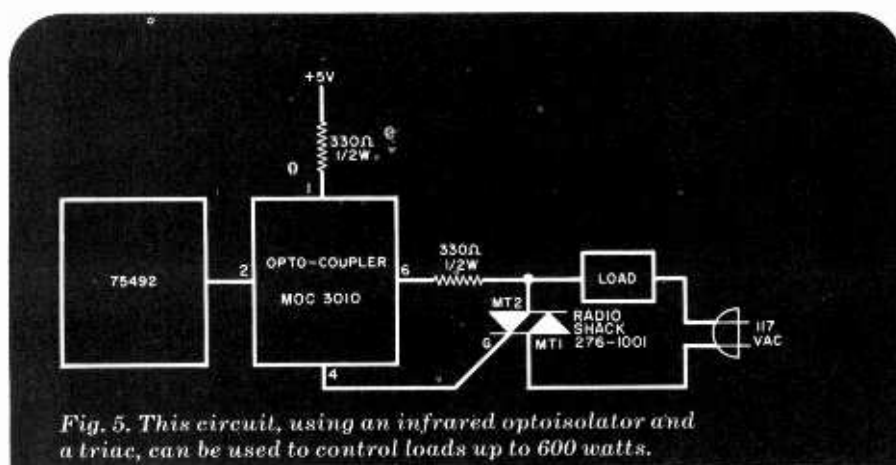 +5V
330Ω
1/2W
1
75492
2
OPTO-COUPLER
MOC 3010
6
4
330Ω
1/2W
MT2
G
MT1
LOAD
RADIO
SHACK
276-1001
117
VAC
Fig. 5. This circuit, using an infrared optoisolator and
a triac, can be used to control loads up to 600 watts.